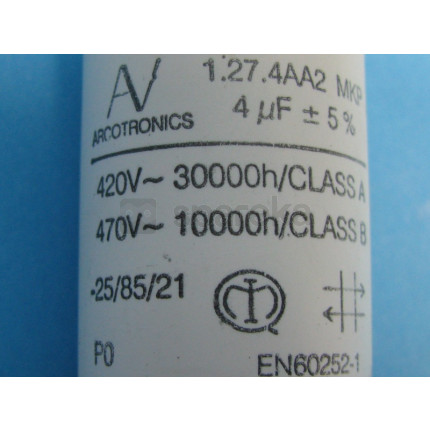 1.27.4AA2 MKP
ARCOTRONICS
4 µF ± 5%
420V~ 30000h/CLASS A
470V~ 10000h/CLASS B
-25/85/21
P0
EN60252-1